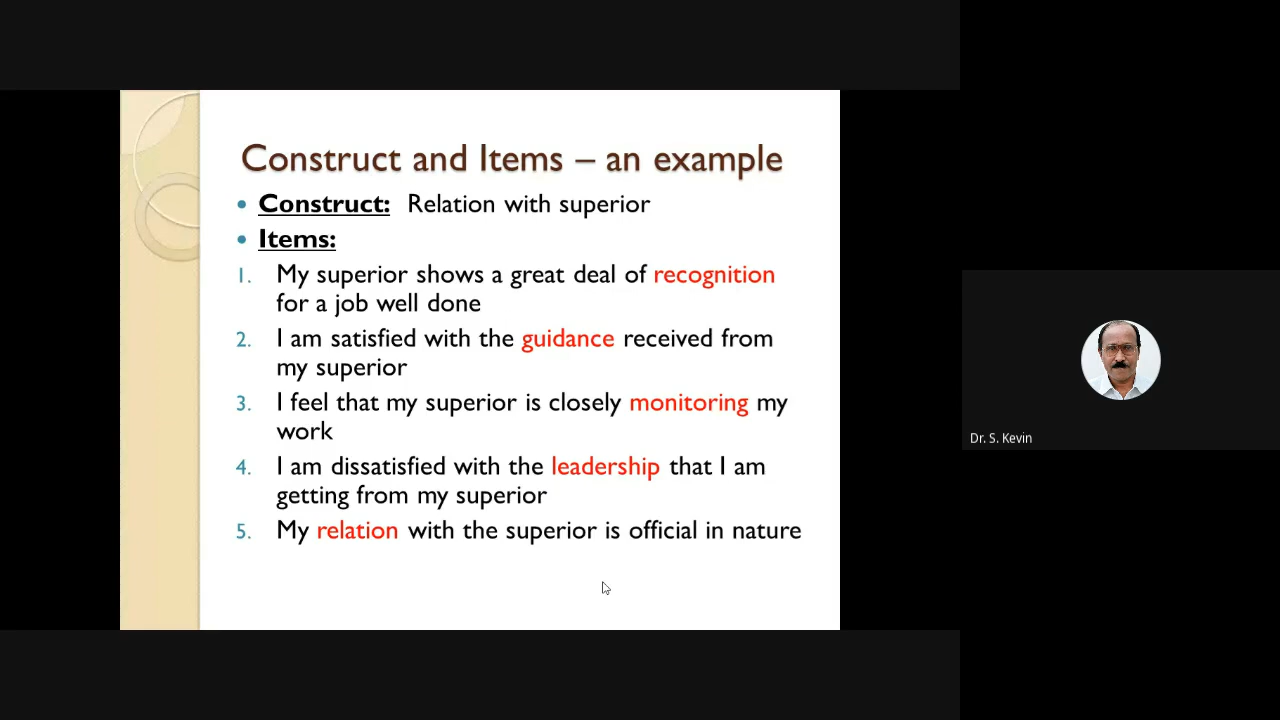 Construct and Items – an example
• Construct: Relation with superior
• Items:
1. My superior shows a great deal of recognition
for a job well done
2. I am satisfied with the guidance received from
my superior
3. I feel that my superior is closely monitoring my
work
4. I am dissatisfied with the leadership that I am
getting from my superior
5. My relation with the superior is official in nature
Dr. S. Kevin